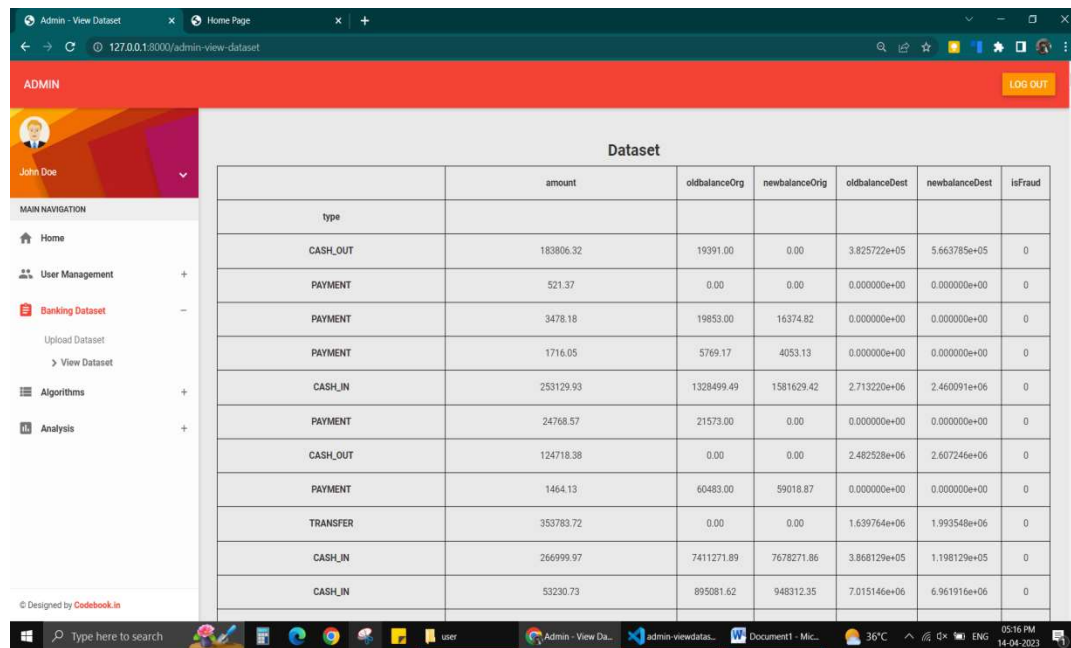 Admin - View Dataset
Home Page
127.0.0.1:8000/admin-view-dataset
ADMIN
LOG OUT
John Doe
MAIN NAVIGATION
Home
User Management +
Banking Dataset −
Upload Dataset
View Dataset
Algorithms +
Analysis +
© Designed by Codebook.in
Dataset
amount oldbalanceOrg newbalanceOrig oldbalanceDest newbalanceDest isFraud
type
CASH_OUT 183806.32 19391.00 0.00 3.825722e+05 5.663785e+05 0
PAYMENT 521.37 0.00 0.00 0.000000e+00 0.000000e+00 0
PAYMENT 3478.18 19853.00 16374.82 0.000000e+00 0.000000e+00 0
PAYMENT 1716.05 5769.17 4053.13 0.000000e+00 0.000000e+00 0
CASH_IN 253129.93 1328499.49 1581629.42 2.713220e+06 2.460091e+06 0
PAYMENT 24768.57 21573.00 0.00 0.000000e+00 0.000000e+00 0
CASH_OUT 124718.38 0.00 0.00 2.482528e+06 2.607246e+06 0
PAYMENT 1464.13 60483.00 59018.87 0.000000e+00 0.000000e+00 0
TRANSFER 353783.72 0.00 0.00 1.639764e+06 1.993548e+06 0
CASH_IN 266999.97 7411271.89 7678271.86 3.868129e+05 1.198129e+05 0
CASH_IN 53230.73 895081.62 948312.35 7.015146e+06 6.961916e+06 0
Type here to search
user
Admin - View Da...
admin-viewdatas...
Document1 - Mic...
36°C
ENG
05:16 PM
14-04-2023